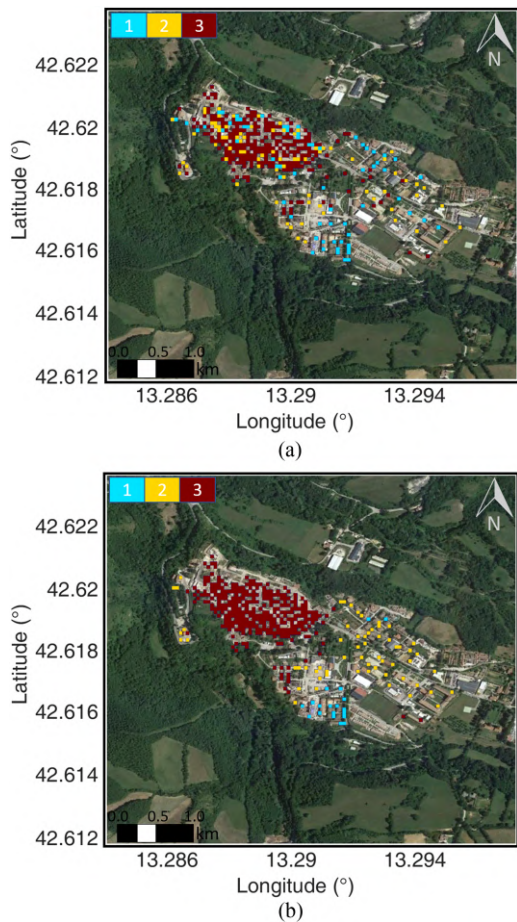 1 2 3
N
42.622
42.62
42.618
42.616
42.614
42.612
Latitude (°)
0.0 0.5 1.0
km
13.286 13.29 13.294
Longitude (°)
(a)
1 2 3
N
42.622
42.62
42.618
42.616
42.614
42.612
Latitude (°)
0.0 0.5 1.0
km
13.286 13.29 13.294
Longitude (°)
(b)